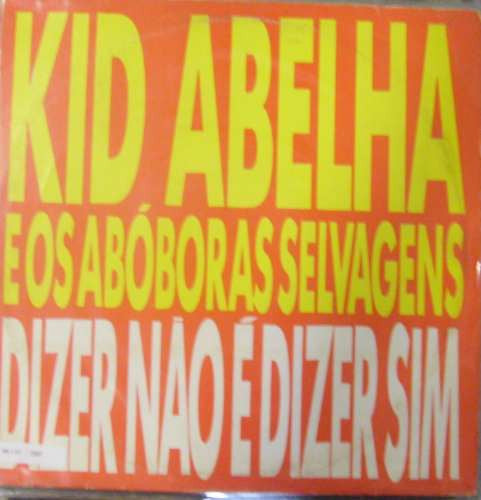 KID ABELHA
E OS ABÓBORAS SELVAGENS
DIZER NÃO É DIZER SIM